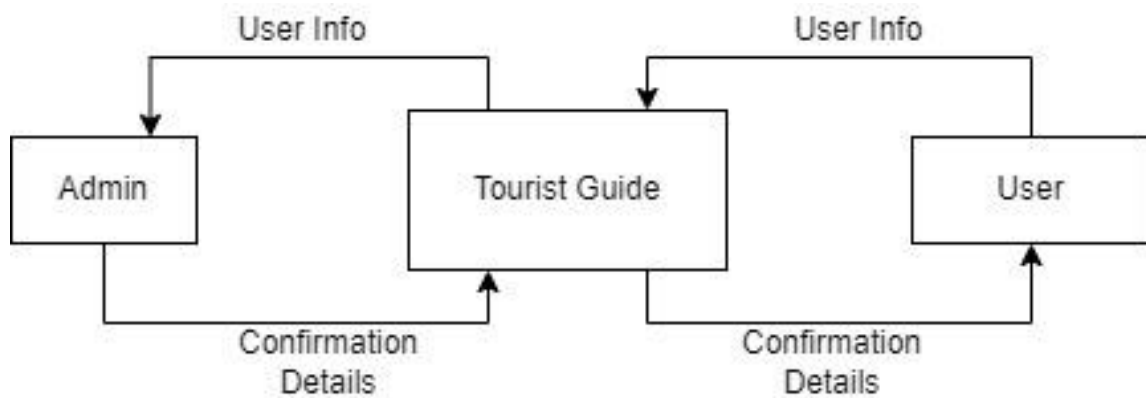 User Info
User Info
Admin
Tourist Guide
User
Confirmation
Details
Confirmation
Details